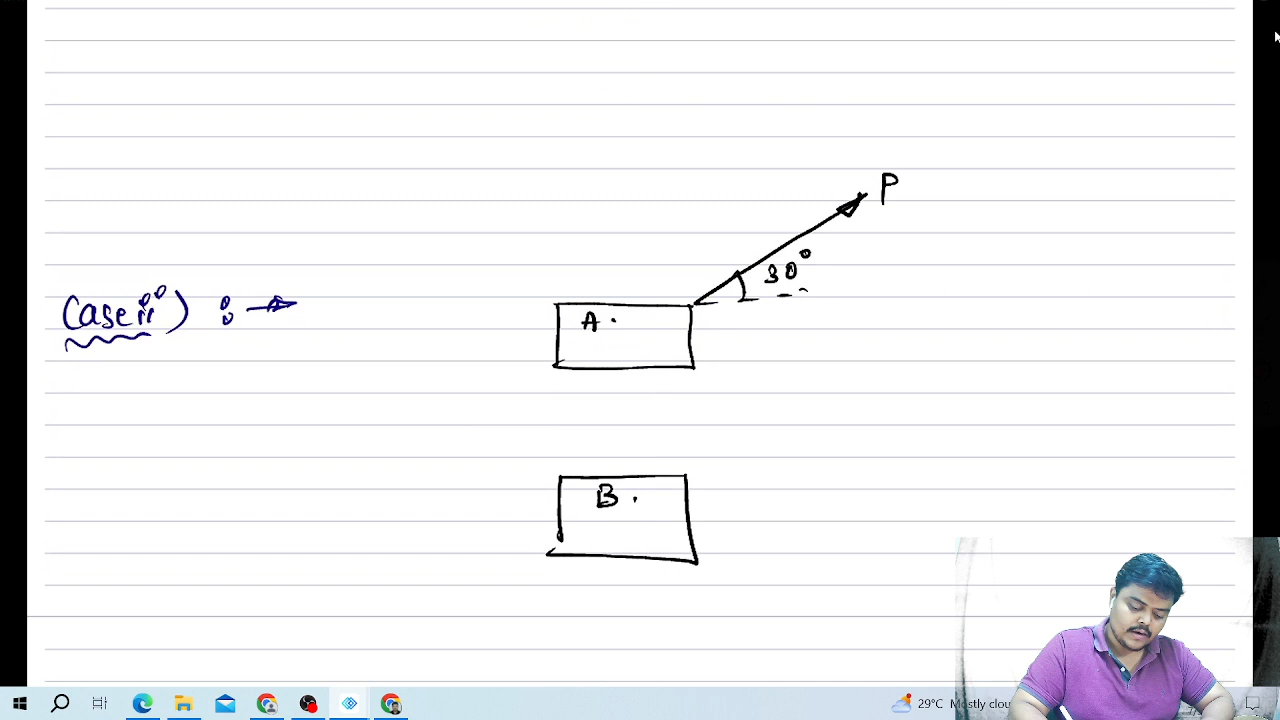 P
30°
Case ii) : →
A .
B .
29°C Mostly clou